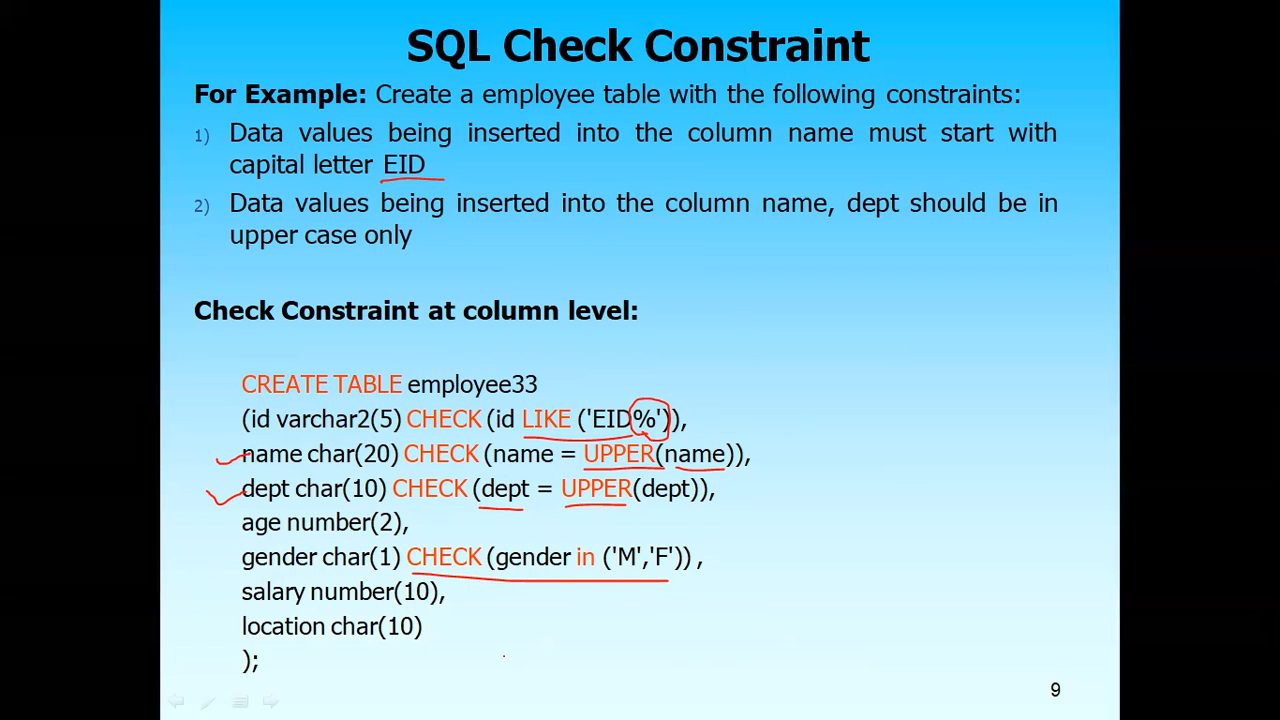 SQL Check Constraint
For Example: Create a employee table with the following constraints:
1) Data values being inserted into the column name must start with
capital letter EID
2) Data values being inserted into the column name, dept should be in
upper case only
Check Constraint at column level:
CREATE TABLE employee33
(id varchar2(5) CHECK (id LIKE ('EID%')),
name char(20) CHECK (name = UPPER(name)),
dept char(10) CHECK (dept = UPPER(dept)),
age number(2),
gender char(1) CHECK (gender in ('M','F')) ,
salary number(10),
location char(10)
);
9